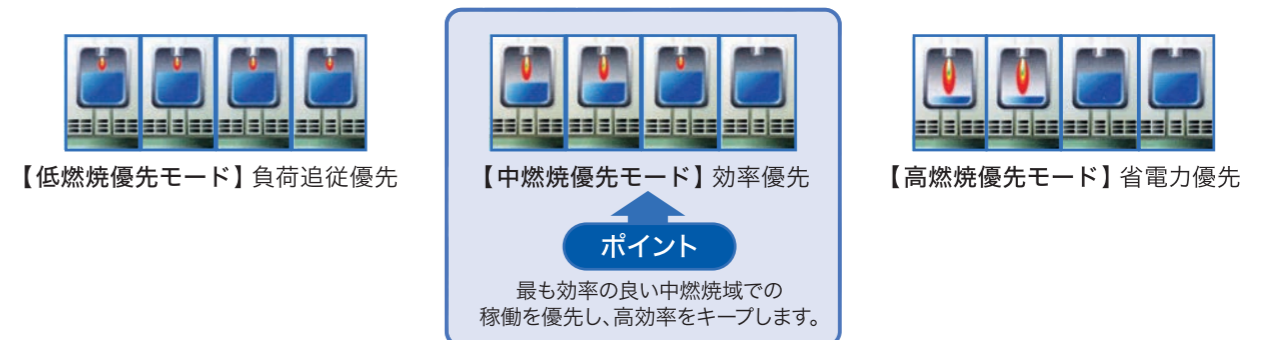 【低燃焼優先モード】負荷追従優先
【中燃焼優先モード】効率優先
【高燃焼優先モード】省電力優先
ポイント
最も効率の良い中燃焼域での
稼働を優先し、高効率をキープします。